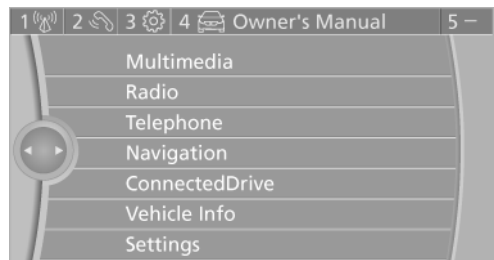 1 2 3 4 Owner's Manual 5 –
Multimedia
Radio
Telephone
Navigation
ConnectedDrive
Vehicle Info
Settings